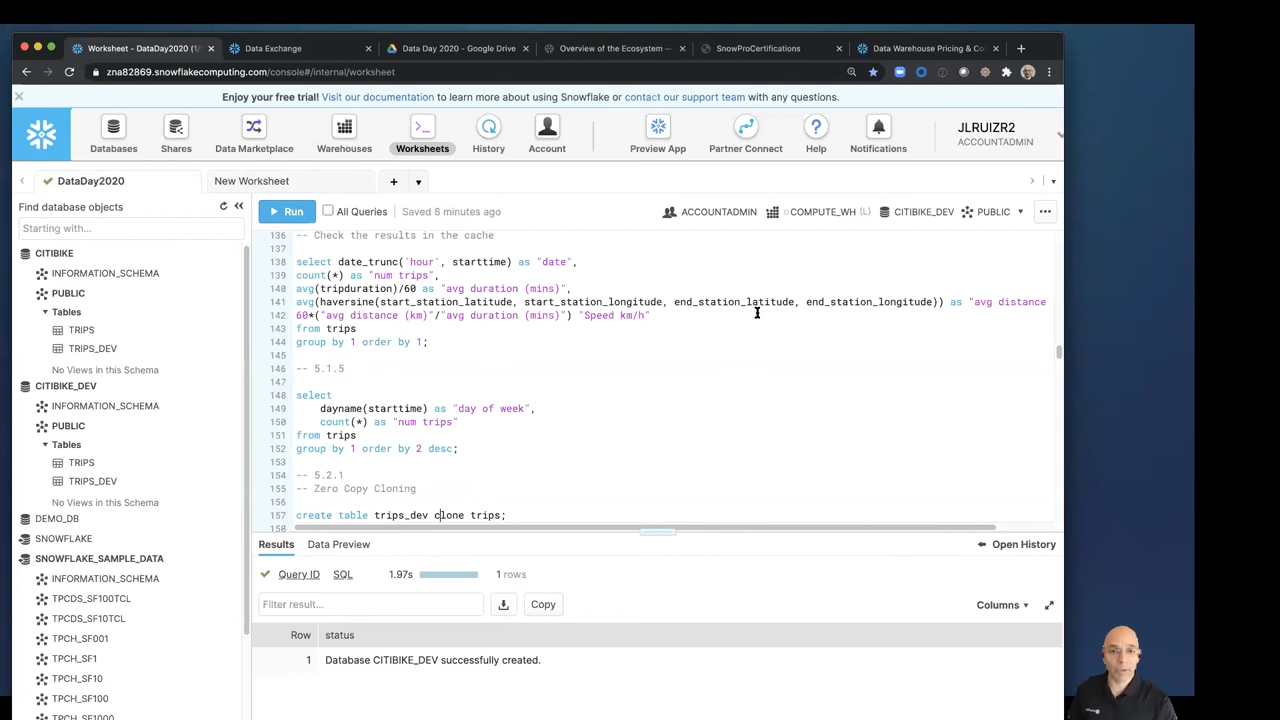 Worksheet - DataDay2020 (1/
Data Exchange
Data Day 2020 - Google Drive
Overview of the Ecosystem —
SnowProCertifications
Data Warehouse Pricing & Co
zna82869.snowflakecomputing.com/console#/internal/worksheet
Enjoy your free trial! Visit our documentation to learn more about using Snowflake or contact our support team with any questions.
Databases
Shares
Data Marketplace
Warehouses
Worksheets
History
Account
Preview App
Partner Connect
Help
Notifications
JLRUIZR2
ACCOUNTADMIN
DataDay2020
New Worksheet
Find database objects
Starting with...
Run
All Queries
Saved 8 minutes ago
ACCOUNTADMIN
COMPUTE_WH (L)
CITIBIKE_DEV
PUBLIC
CITIBIKE
INFORMATION_SCHEMA
PUBLIC
Tables
TRIPS
TRIPS_DEV
No Views in this Schema
CITIBIKE_DEV
INFORMATION_SCHEMA
PUBLIC
Tables
TRIPS
TRIPS_DEV
No Views in this Schema
DEMO_DB
SNOWFLAKE
SNOWFLAKE_SAMPLE_DATA
INFORMATION_SCHEMA
TPCDS_SF100TCL
TPCDS_SF10TCL
TPCH_SF001
TPCH_SF1
TPCH_SF10
TPCH_SF100
TPCH_SF1000
136 -- Check the results in the cache
137
138 select date_trunc('hour', starttime) as "date",
139 count(*) as "num trips",
140 avg(tripduration)/60 as "avg duration (mins)",
141 avg(haversine(start_station_latitude, start_station_longitude, end_station_latitude, end_station_longitude)) as "avg distance
142 60*("avg distance (km)"/"avg duration (mins)") "Speed km/h"
143 from trips
144 group by 1 order by 1;
145
146 -- 5.1.5
147
148 select
149 dayname(starttime) as "day of week",
150 count(*) as "num trips"
151 from trips
152 group by 1 order by 2 desc;
153
154 -- 5.2.1
155 -- Zero Copy Cloning
156
157 create table trips_dev clone trips;
158
Results
Data Preview
Open History
Query ID
SQL
1.97s
1 rows
Filter result...
Copy
Columns
Row
status
1
Database CITIBIKE_DEV successfully created.